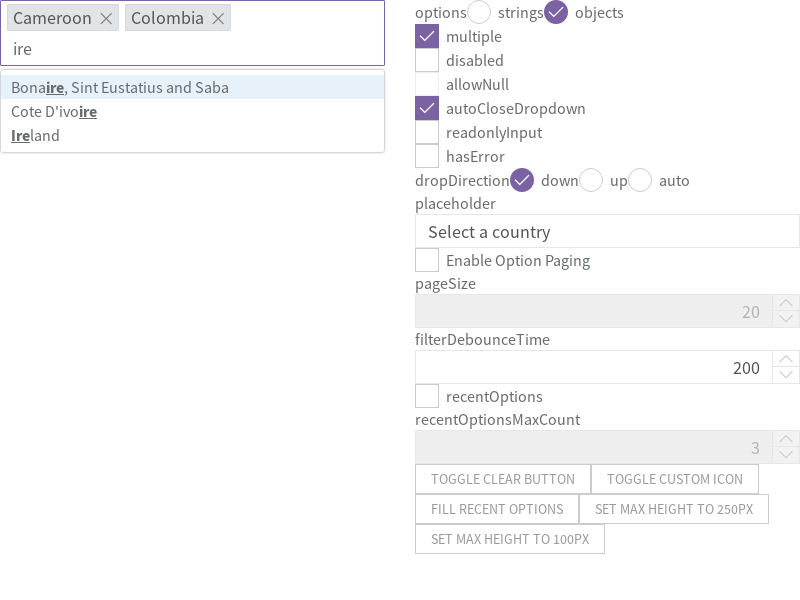 Cameroon Colombia
ire
Bonaire, Sint Eustatius and Saba
Cote D'ivoire
Ireland
options strings objects
multiple
disabled
allowNull
autoCloseDropdown
readonlyInput
hasError
dropDirection down up auto
placeholder
Select a country
Enable Option Paging
pageSize
20
filterDebounceTime
200
recentOptions
recentOptionsMaxCount
3
TOGGLE CLEAR BUTTON TOGGLE CUSTOM ICON
FILL RECENT OPTIONS SET MAX HEIGHT TO 250PX
SET MAX HEIGHT TO 100PX